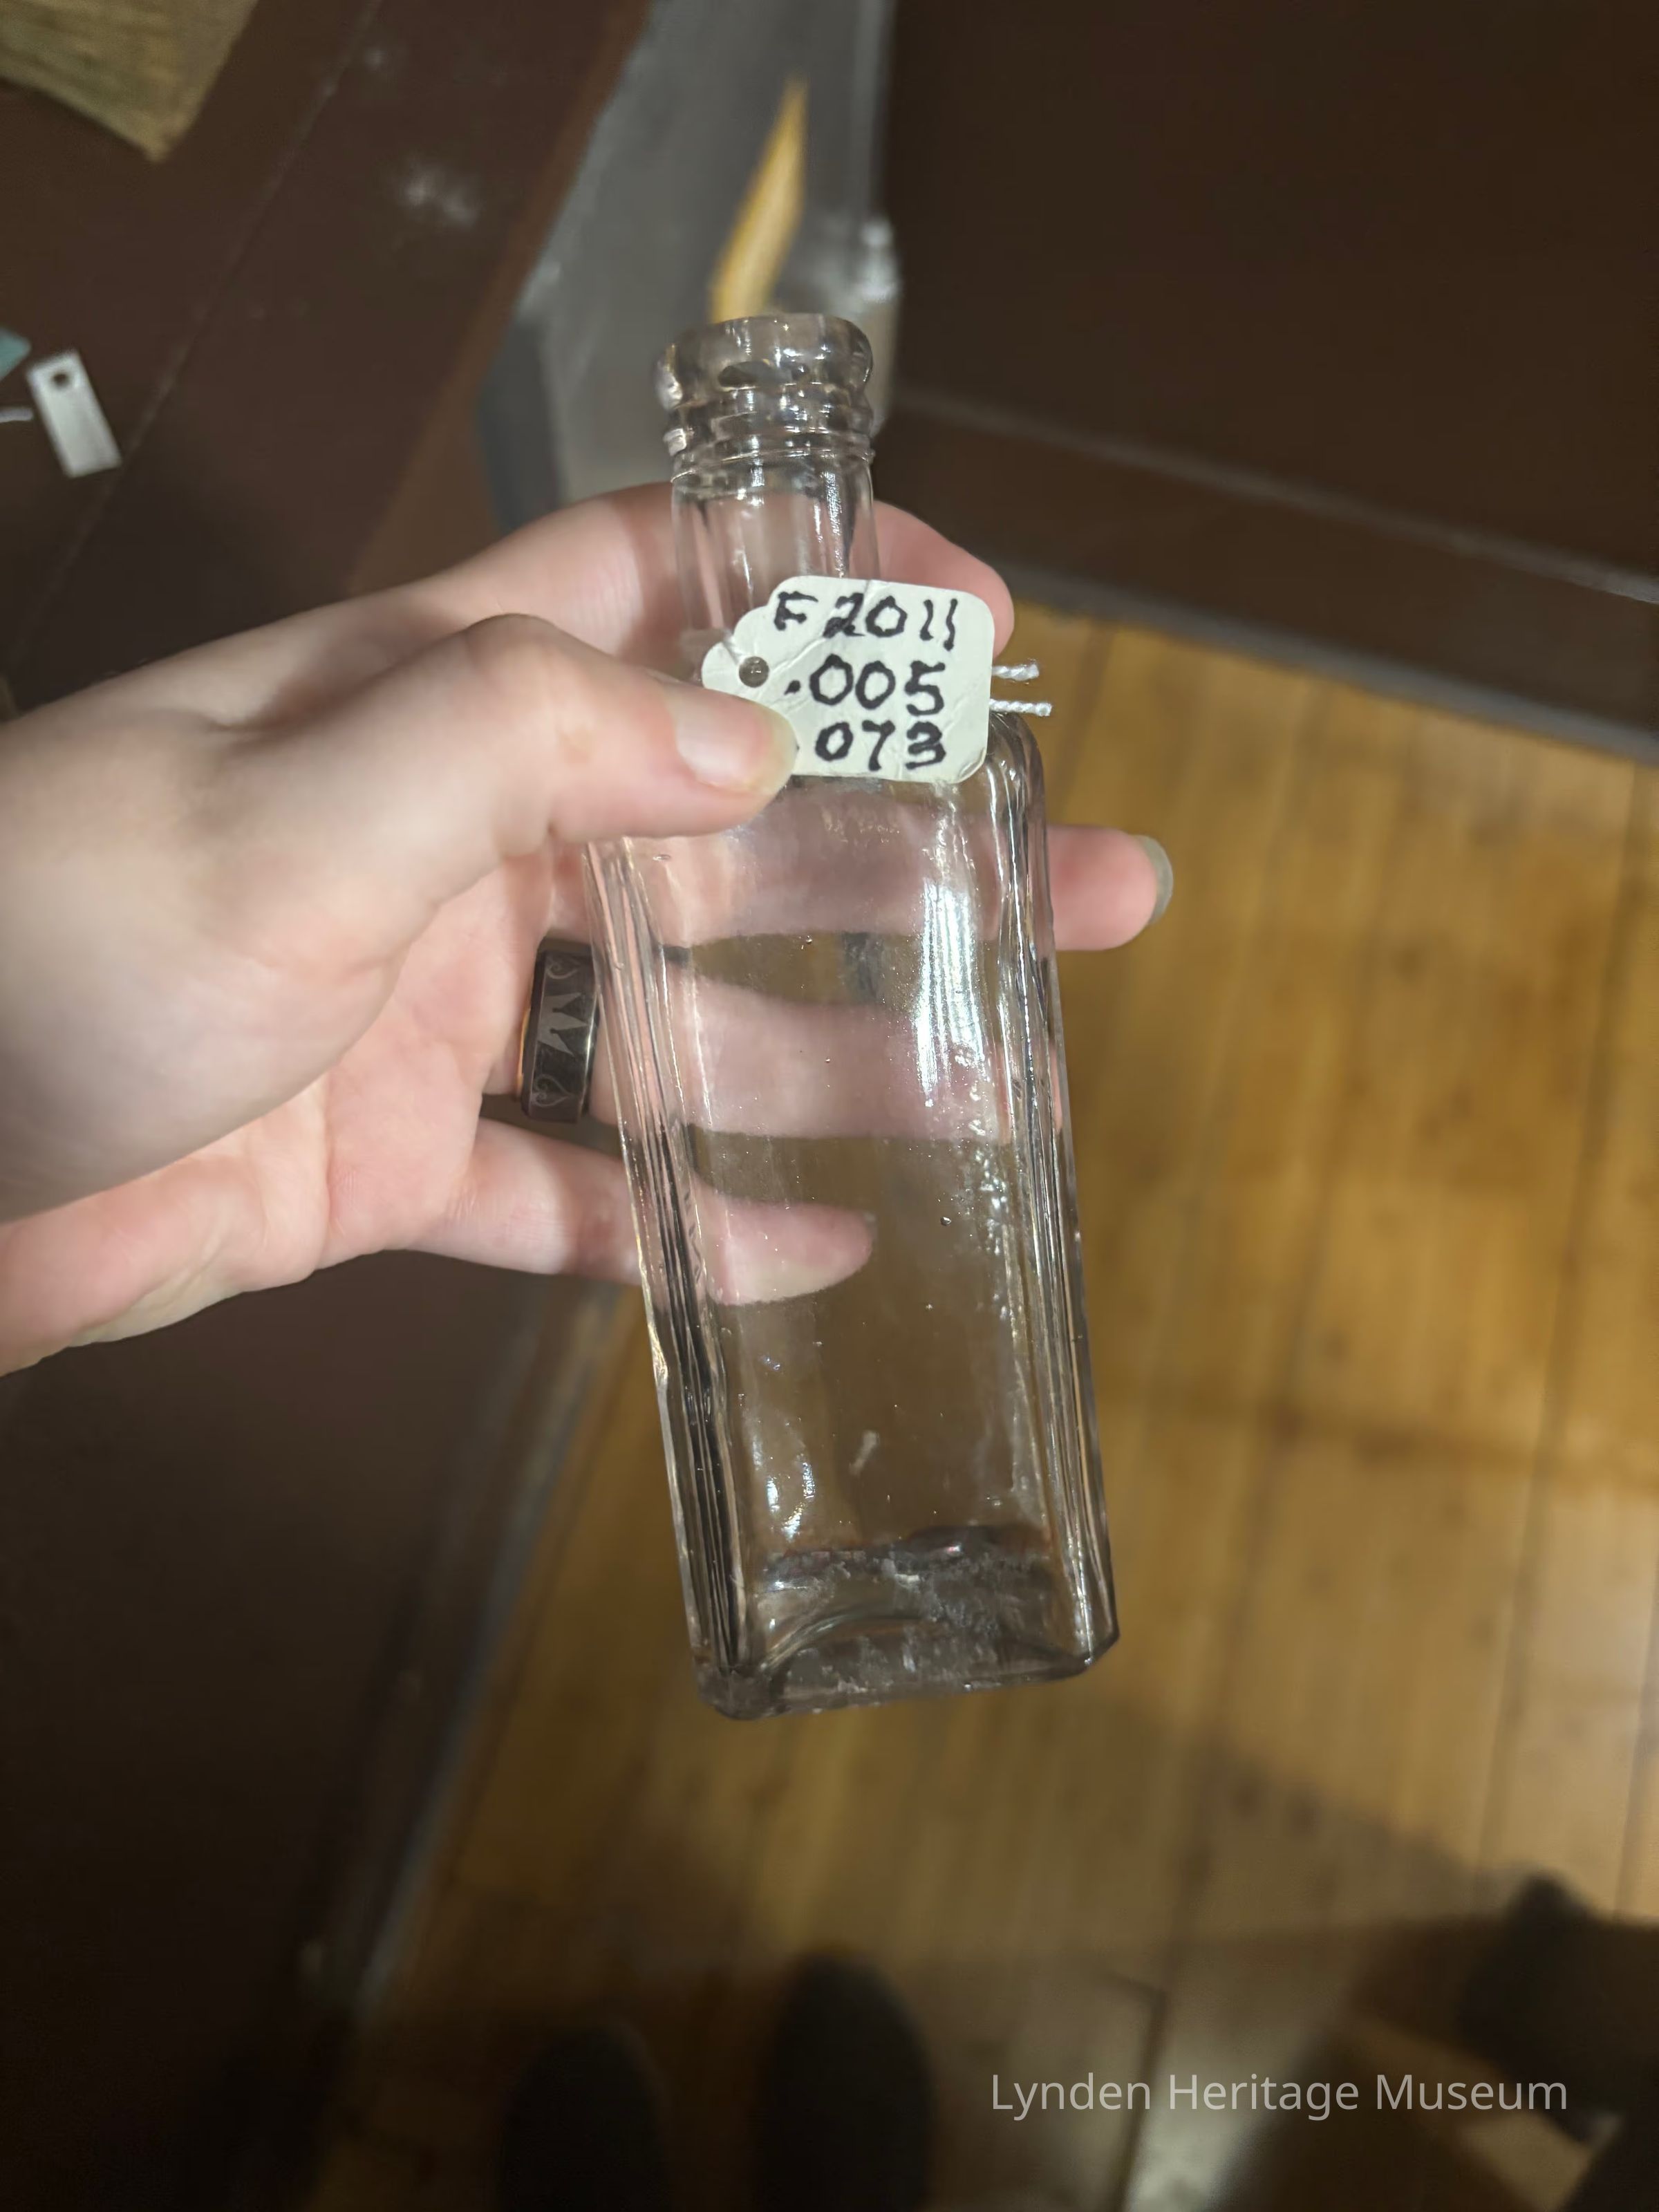 F2011
.005
.073
Lynden Heritage Museum